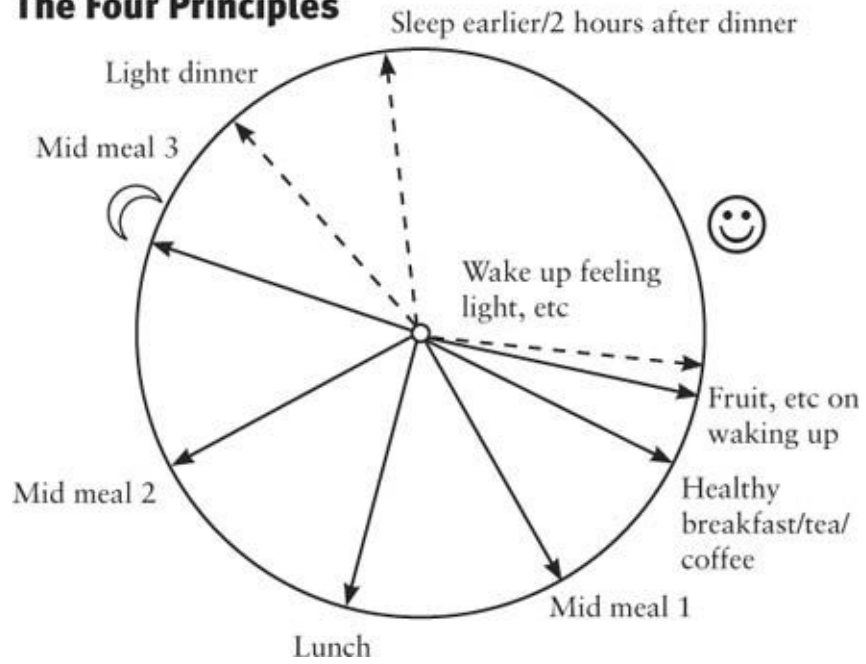 The Four Principles
Sleep earlier/2 hours after dinner
Light dinner
Mid meal 3
Wake up feeling
light, etc
Fruit, etc on
waking up
Mid meal 2
Healthy
breakfast/tea/
coffee
Mid meal 1
Lunch